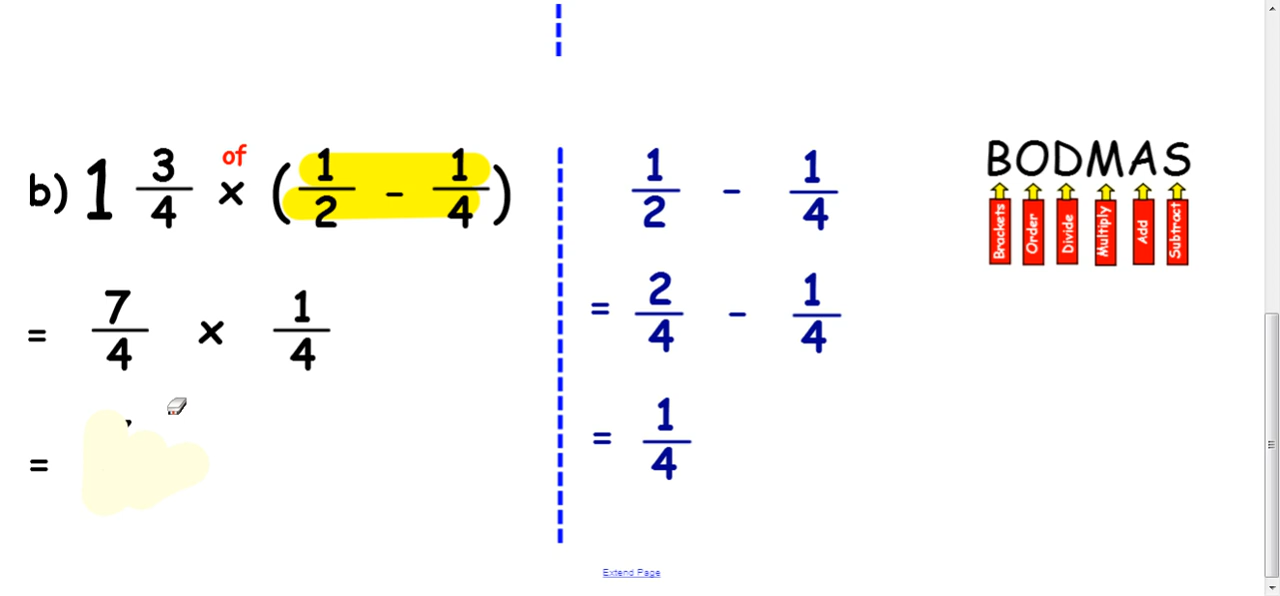 b) 1 3/4 of × ( 1/2 - 1/4 )
= 7/4 × 1/4
=
1/2 - 1/4
= 2/4 - 1/4
= 1/4
BODMAS
Brackets
Order
Divide
Multiply
Add
Subtract
Extend Page